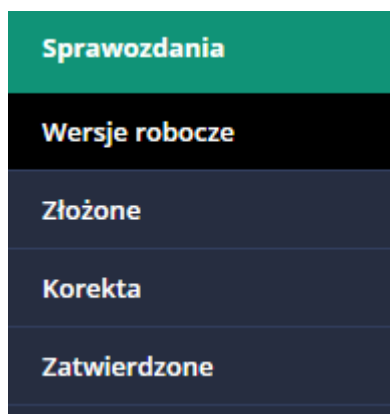 Sprawozdania
Wersje robocze
Złożone
Korekta
Zatwierdzone